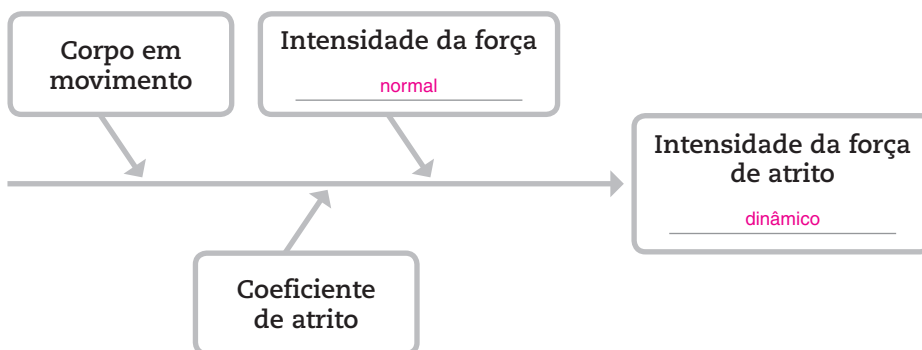 Corpo em
movimento
Intensidade da força
normal
Intensidade da força
de atrito
dinâmico
Coeficiente
de atrito